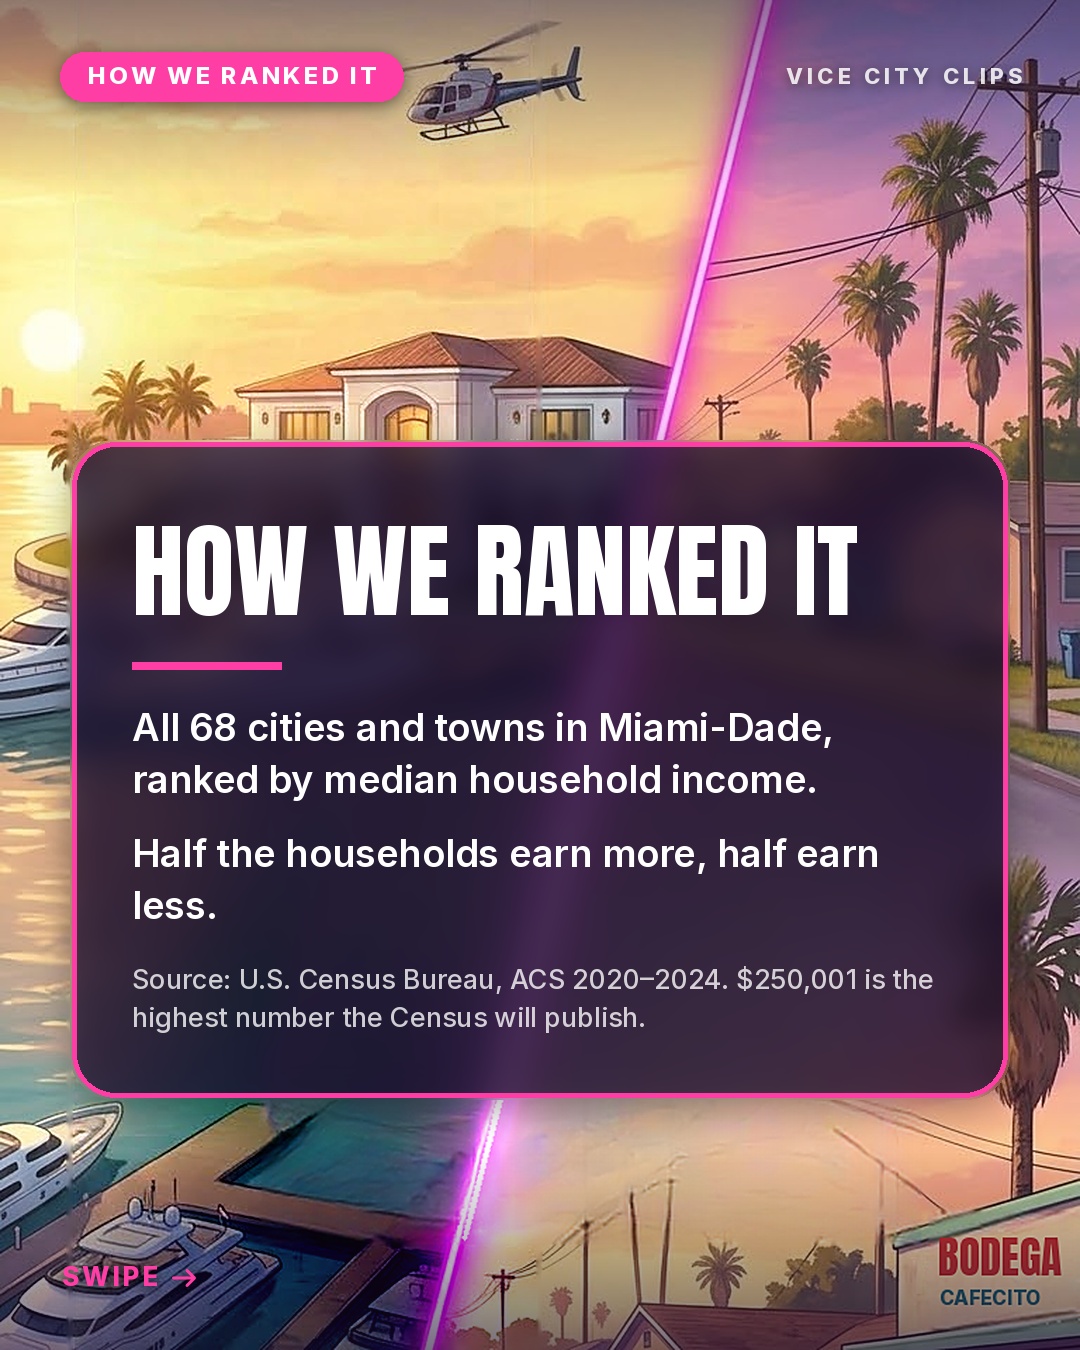 HOW WE RANKED IT
VICE CITY CLIPS
HOW WE RANKED IT
All 68 cities and towns in Miami-Dade,
ranked by median household income.
Half the households earn more, half earn
less.
Source: U.S. Census Bureau, ACS 2020–2024. $250,001 is the
highest number the Census will publish.
SWIPE →
BODEGA
CAFECITO